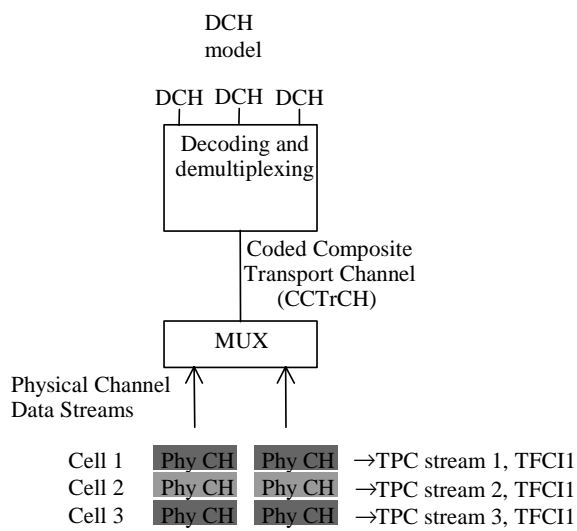 DCH
model
DCH DCH DCH
Decoding and
demultiplexing
Coded Composite
Transport Channel
(CCTrCH)
MUX
Physical Channel
Data Streams
Cell 1 Phy CH Phy CH →TPC stream 1, TFCI1
Cell 2 Phy CH Phy CH →TPC stream 2, TFCI1
Cell 3 Phy CH Phy CH →TPC stream 3, TFCI1